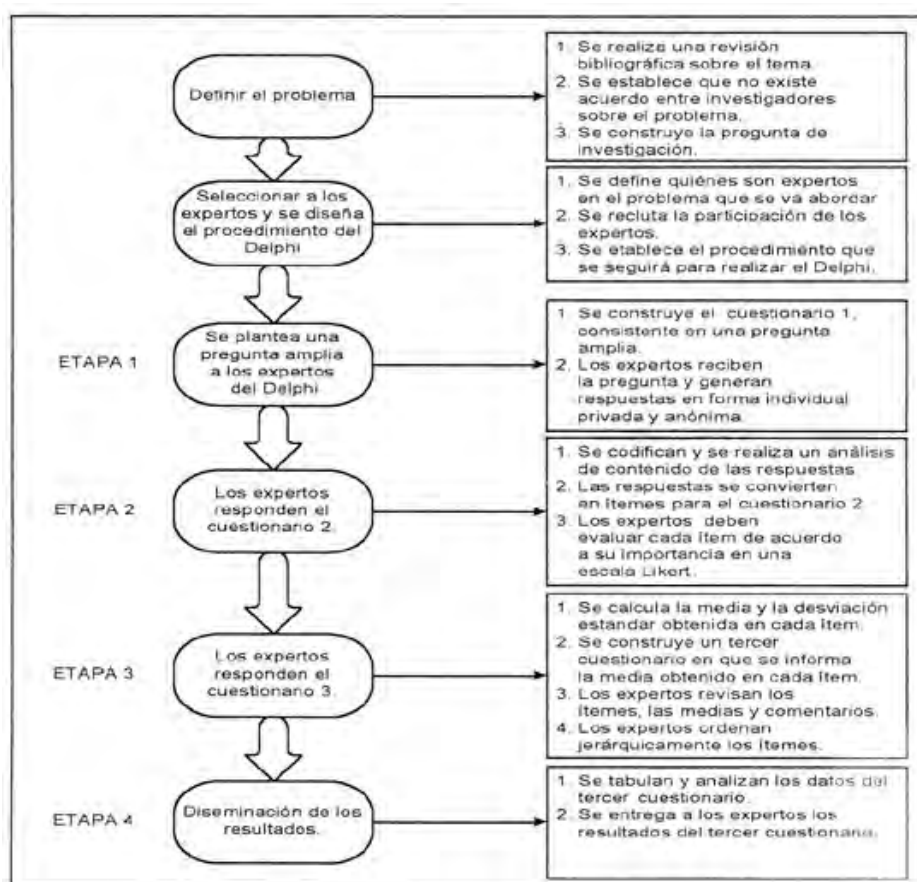 Definir el problema
1. Se realiza una revisión
bibliográfica sobre el tema.
2. Se establece que no existe
acuerdo entre investigadores
sobre el problema.
3. Se construye la pregunta de
investigación.
Seleccionar a los
expertos y se diseña
el procedimiento del
Delphi
1. Se define quiénes son expertos
en el problema que se va abordar
2. Se recluta la participación de los
expertos.
3. Se etablece el procedimiento que
se seguirá para realizar el Delphi.
ETAPA 1
Se plantea una
pregunta amplia
a los expertos
del Delphi
1. Se construye el cuestionario 1,
consistente en una pregunta
amplia.
2. Los expertos reciben
la pregunta y generan
respuestas en forma individual
privada y anónima.
ETAPA 2
Los expertos
responden el
cuestionario 2.
1. Se codifican y se realiza un análisis
de contenido de las respuestas
2. Las respuestas se convierten
en ítemes para el cuestionario 2
3. Los expertos deben
evaluar cada ítem de acuerdo
a su importancia en una
escala Likert.
ETAPA 3
Los expertos
responden el
cuestionario 3.
1. Se calcula la media y la desviación
estandar obtenida en cada ítem.
2. Se construye un tercer
cuestionario en que se informa
la media obtenido en cada ítem.
3. Los expertos revisan los
ítemes, las medias y comentarios.
4. Los expertos ordenan
jerárquicamente los ítemes.
ETAPA 4
Diseminación de los
resultados.
1. Se tabulan y analizan los datos del
tercer cuestionario.
2. Se entrega a los expertos los
resultados del tercer cuestionario.